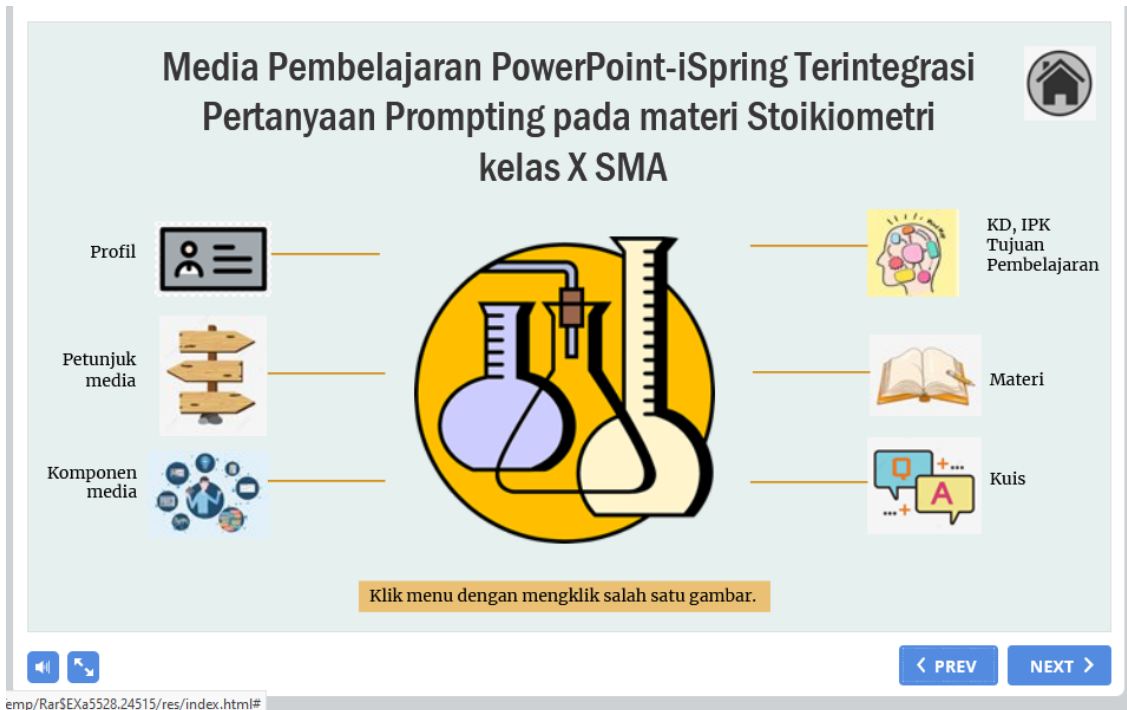 Media Pembelajaran PowerPoint-iSpring Terintegrasi
Pertanyaan Prompting pada materi Stoikiometri
kelas X SMA
Profil
Petunjuk
media
Komponen
media
KD, IPK
Tujuan
Pembelajaran
Materi
Q
A
Kuis
Klik menu dengan mengklik salah satu gambar.
PREV
NEXT
emp/Rar$EXa5528.24515/res/index.html#